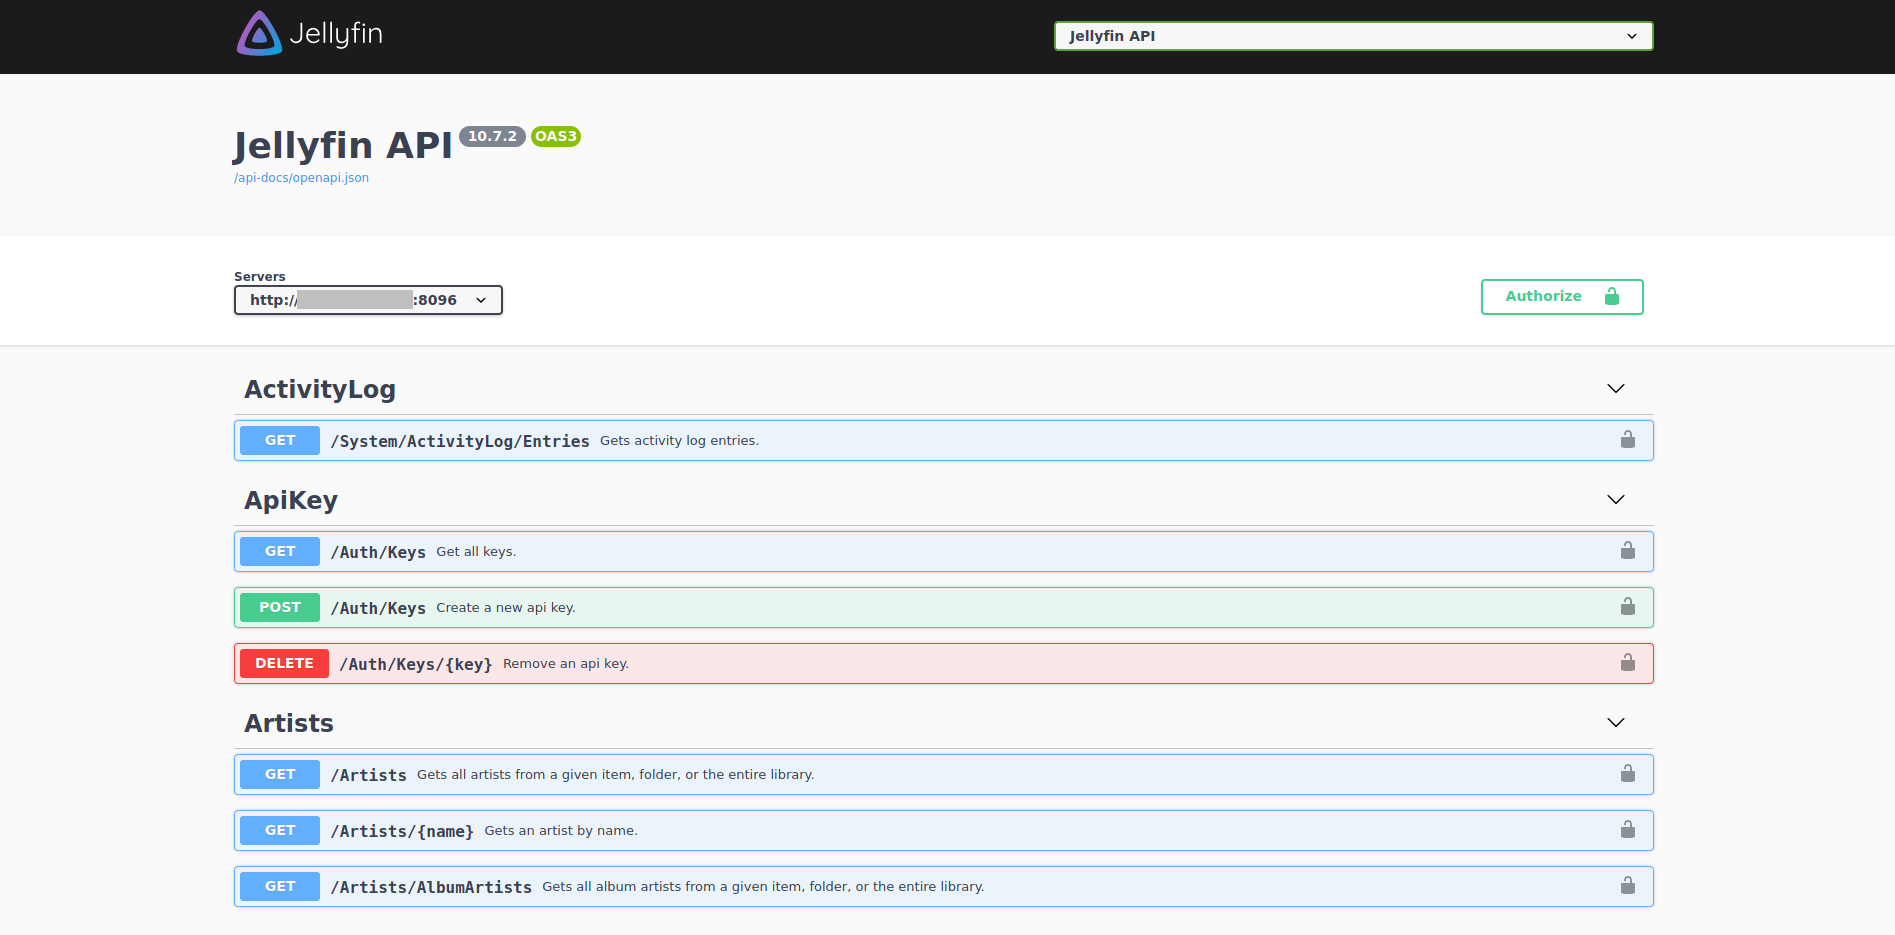 Jellyfin
Jellyfin API
Jellyfin API 10.7.2 OAS3
/api-docs/openapi.json
Servers
http:// :8096
Authorize
ActivityLog
GET /System/ActivityLog/Entries Gets activity log entries.
ApiKey
GET /Auth/Keys Get all keys.
POST /Auth/Keys Create a new api key.
DELETE /Auth/Keys/{key} Remove an api key.
Artists
GET /Artists Gets all artists from a given item, folder, or the entire library.
GET /Artists/{name} Gets an artist by name.
GET /Artists/AlbumArtists Gets all album artists from a given item, folder, or the entire library.